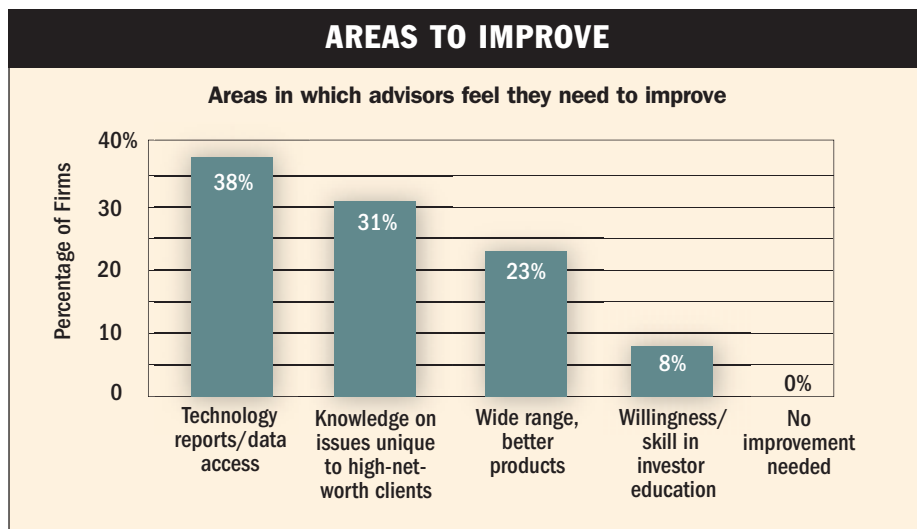 AREAS TO IMPROVE
Areas in which advisors feel they need to improve
Percentage of Firms
40%
30
20
10
0
38%
31%
23%
8%
0%
Technology
reports/data
access
Knowledge on
issues unique
to high-net-
worth clients
Wide range,
better
products
Willingness/
skill in
investor
education
No
improvement
needed